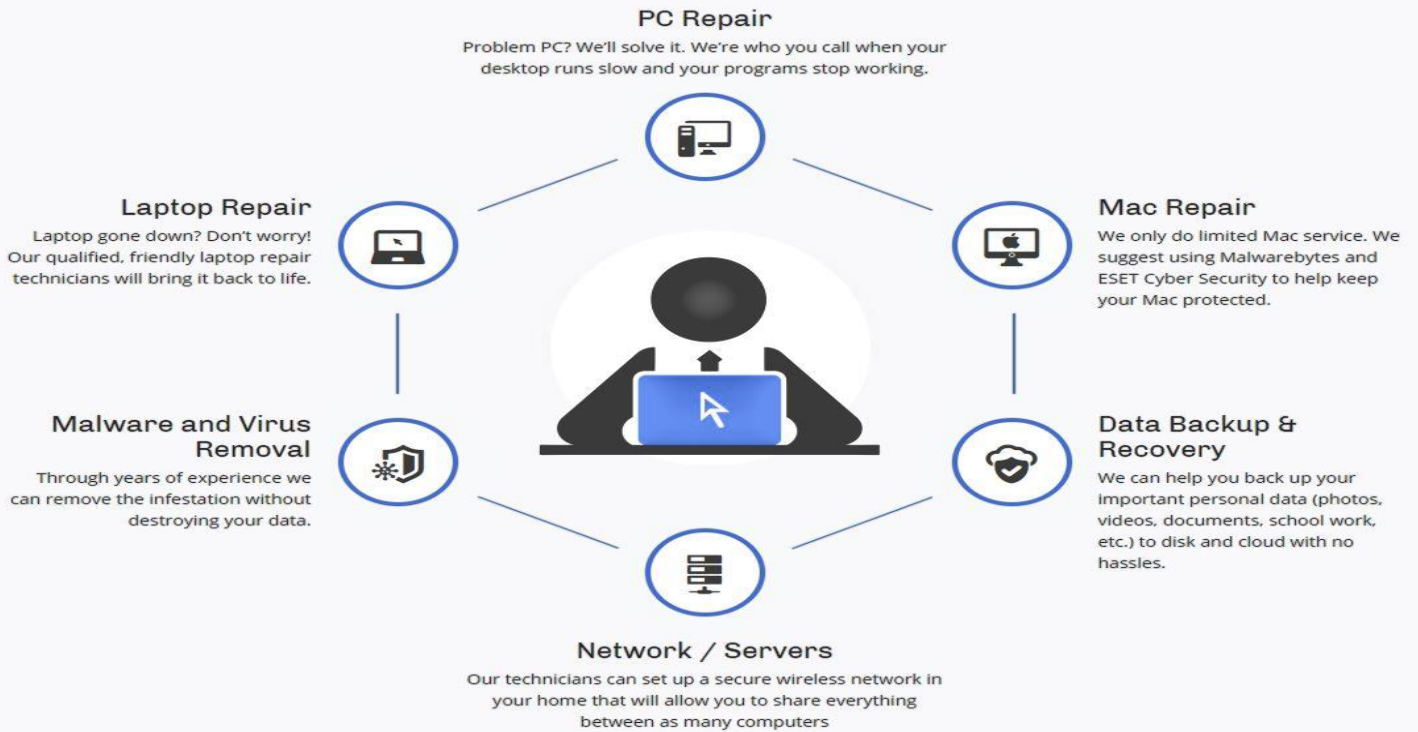 PC Repair
Problem PC? We'll solve it. We're who you call when your
desktop runs slow and your programs stop working.
Laptop Repair
Laptop gone down? Don't worry!
Our qualified, friendly laptop repair
technicians will bring it back to life.
Mac Repair
We only do limited Mac service. We
suggest using Malwarebytes and
ESET Cyber Security to help keep
your Mac protected.
Malware and Virus
Removal
Through years of experience we
can remove the infestation without
destroying your data.
Data Backup &
Recovery
We can help you back up your
important personal data (photos,
videos, documents, school work,
etc.) to disk and cloud with no
hassles.
Network / Servers
Our technicians can set up a secure wireless network in
your home that will allow you to share everything
between as many computers